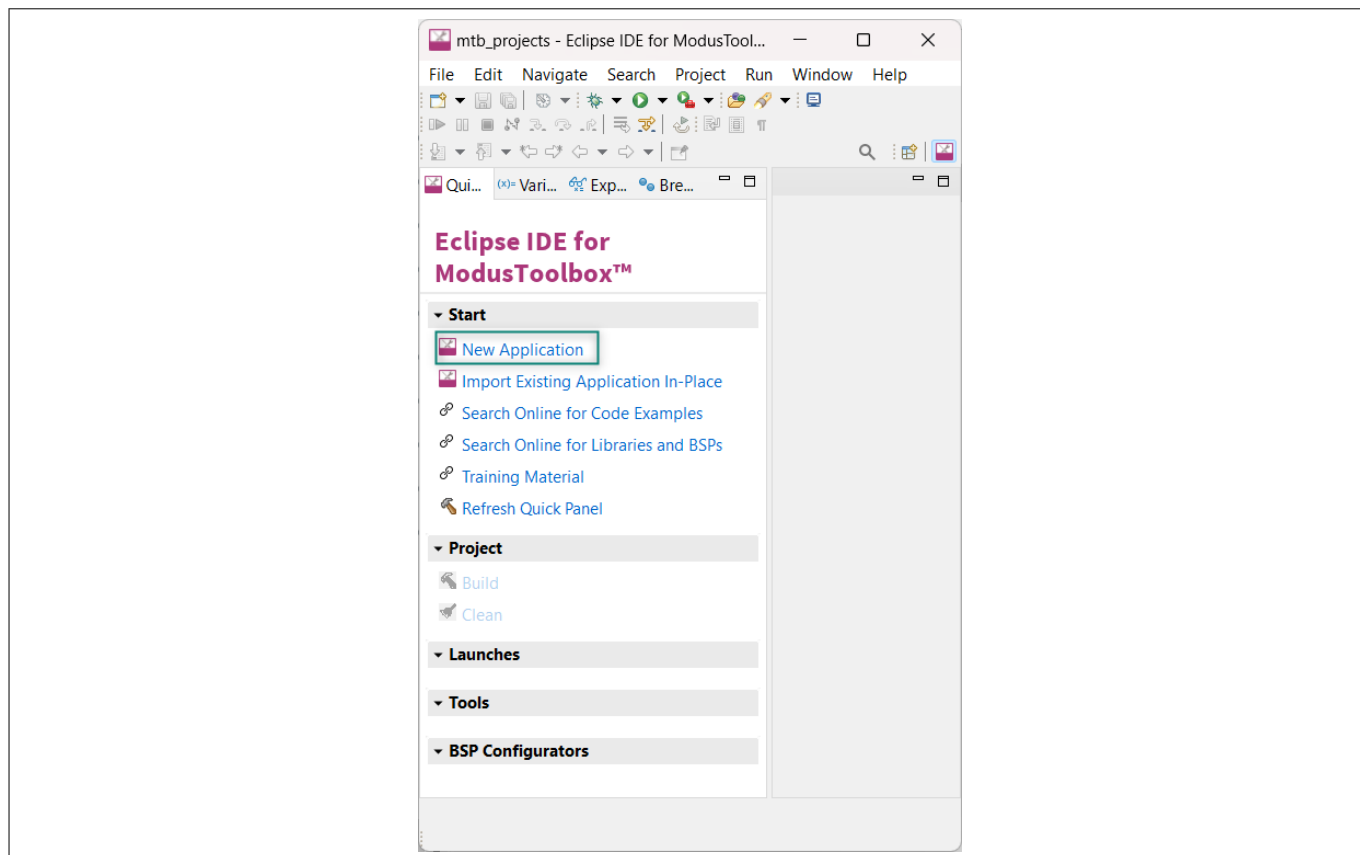 mtb_projects - Eclipse IDE for ModusTool...
File Edit Navigate Search Project Run Window Help
Qui... (x)= Vari... Exp... Bre...
Eclipse IDE for
ModusToolbox™
Start
New Application
Import Existing Application In-Place
Search Online for Code Examples
Search Online for Libraries and BSPs
Training Material
Refresh Quick Panel
Project
Build
Clean
Launches
Tools
BSP Configurators